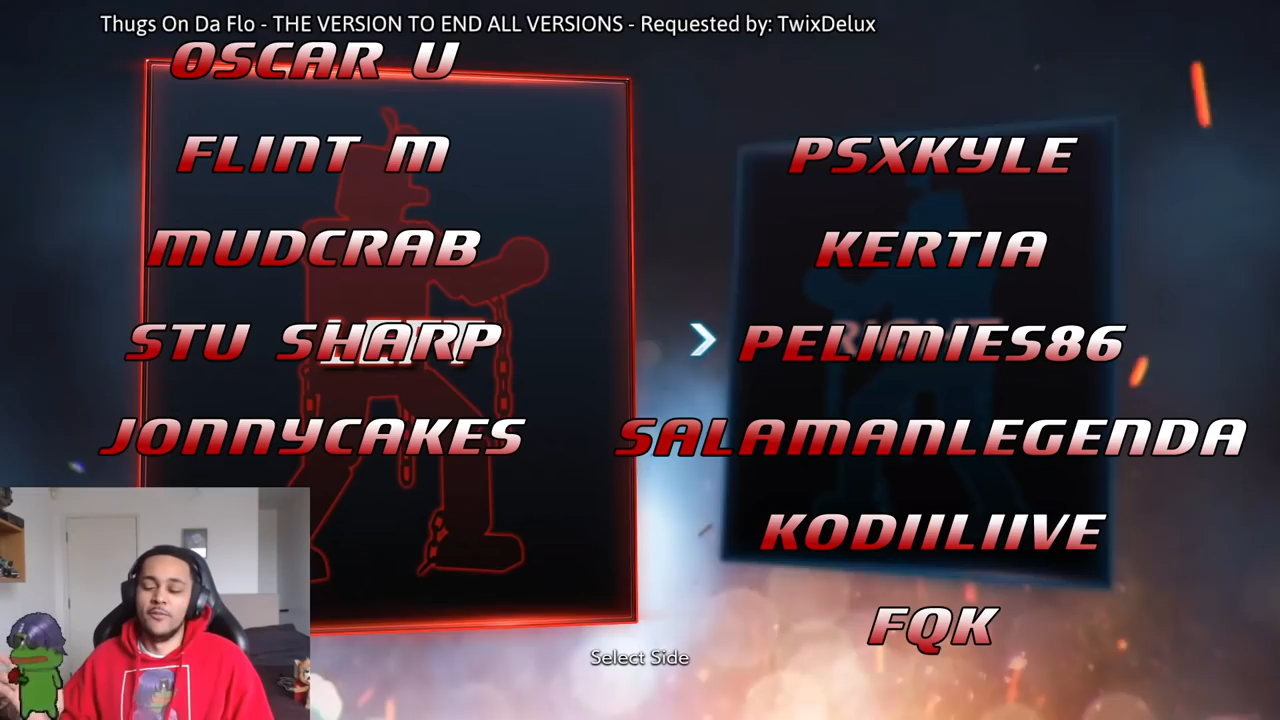 Thugs On Da Flo - THE VERSION TO END ALL VERSIONS - Requested by: TwixDelux
OSCAR U
FLINT M
MUDCRAB
STU SHARP
JONNYCAKES
PSXKYLE
KERTIA
PELIMIES86
SALAMANLEGENDA
KODIILIIVE
FQK
Select Side